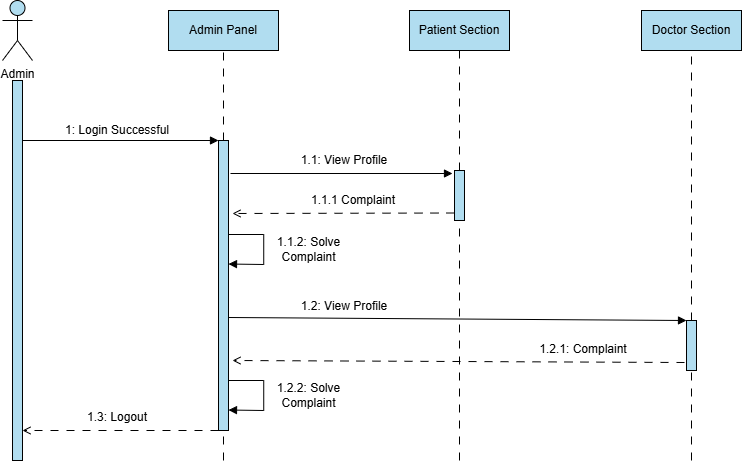 Admin Panel
Patient Section
Doctor Section
Admin
1: Login Successful
1.1: View Profile
1.1.1 Complaint
1.1.2: Solve
Complaint
1.2: View Profile
1.2.1: Complaint
1.2.2: Solve
Complaint
1.3: Logout